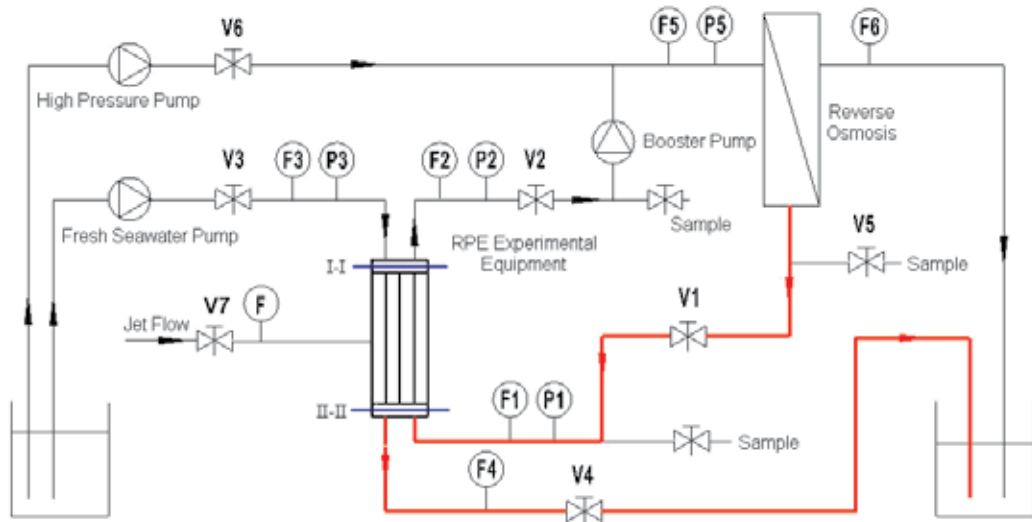 V6
F5
P5
F6
High Pressure Pump
Reverse
Osmosis
Booster Pump
V3
F3
P3
F2
P2
V2
Fresh Seawater Pump
Sample
RPE Experimental
Equipment
V5
Sample
I-I
V7
F
V1
Jet Flow
II-II
F1
P1
Sample
F4
V4